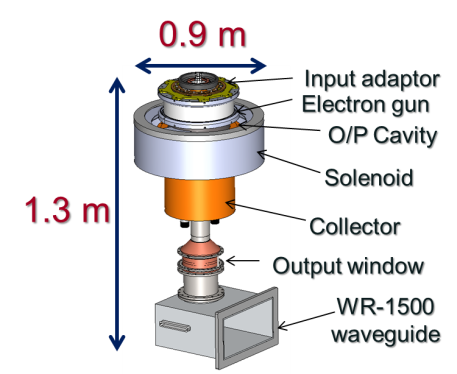 0.9 m
Input adaptor
Electron gun
O/P Cavity
Solenoid
1.3 m
Collector
Output window
WR-1500
waveguide